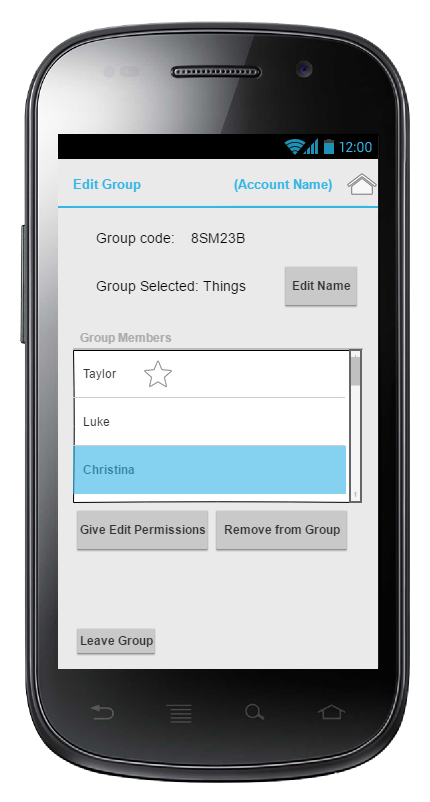 12:00
Edit Group (Account Name)
Group code: 8SM23B
Group Selected: Things Edit Name
Group Members
Taylor
Luke
Christina
Give Edit Permissions Remove from Group
Leave Group